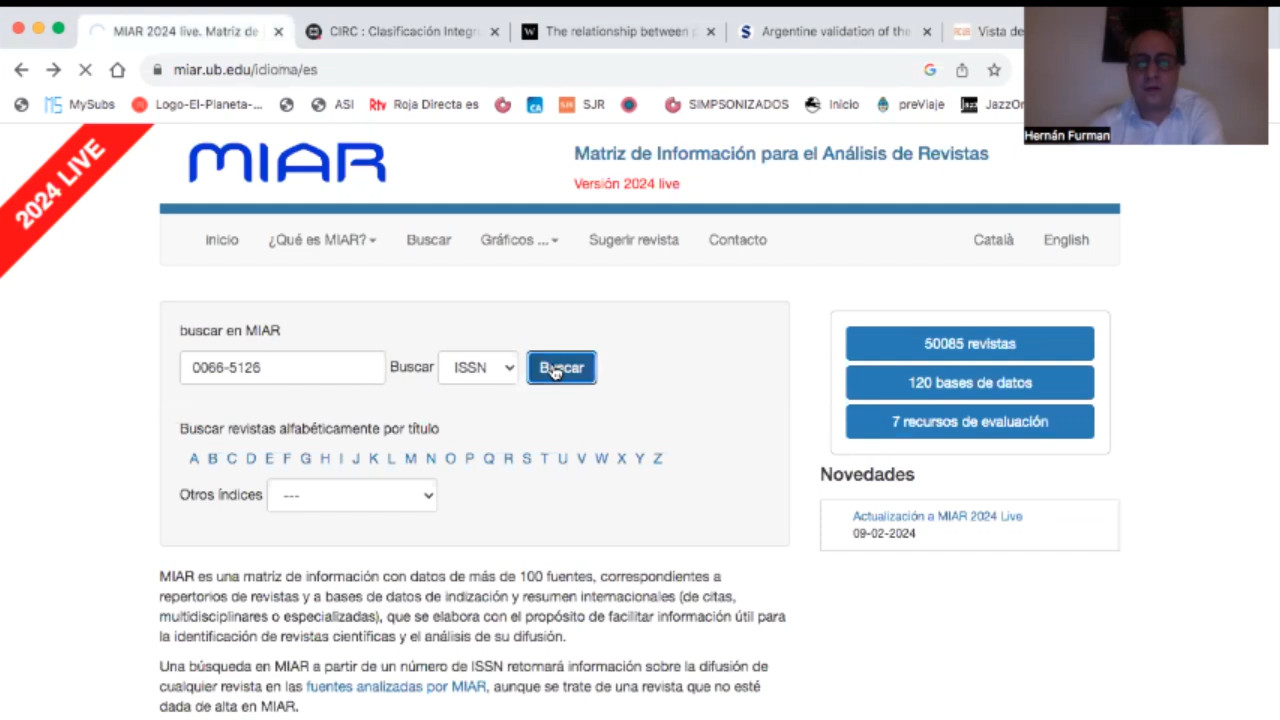 MIAR 2024 live. Matriz de
CIRC : Clasificación Integr
The relationship between p
Argentine validation of the
Vista de
miar.ub.edu/idioma/es
MySubs
Logo-El-Planeta-...
ASI
Rtv Roja Directa es
CA
SJR SJR
SIMPSONIZADOS
Inicio
preViaje
Jazz JazzOn
Hernán Furman
2024 LIVE
MIAR
Matriz de Información para el Análisis de Revistas
Versión 2024 live
Inicio
¿Qué es MIAR?
Buscar
Gráficos ...
Sugerir revista
Contacto
Català
English
buscar en MIAR
0066-5126 Buscar ISSN Buscar
Buscar revistas alfabéticamente por título
A B C D E F G H I J K L M N O P Q R S T U V W X Y Z
Otros índices ---
50085 revistas
120 bases de datos
7 recursos de evaluación
Novedades
Actualización a MIAR 2024 Live
09-02-2024
MIAR es una matriz de información con datos de más de 100 fuentes, correspondientes a
repertorios de revistas y a bases de datos de indización y resumen internacionales (de citas,
multidisciplinares o especializadas), que se elabora con el propósito de facilitar información útil para
la identificación de revistas científicas y el análisis de su difusión.
Una búsqueda en MIAR a partir de un número de ISSN retornará información sobre la difusión de
cualquier revista en las fuentes analizadas por MIAR, aunque se trate de una revista que no esté
dada de alta en MIAR.